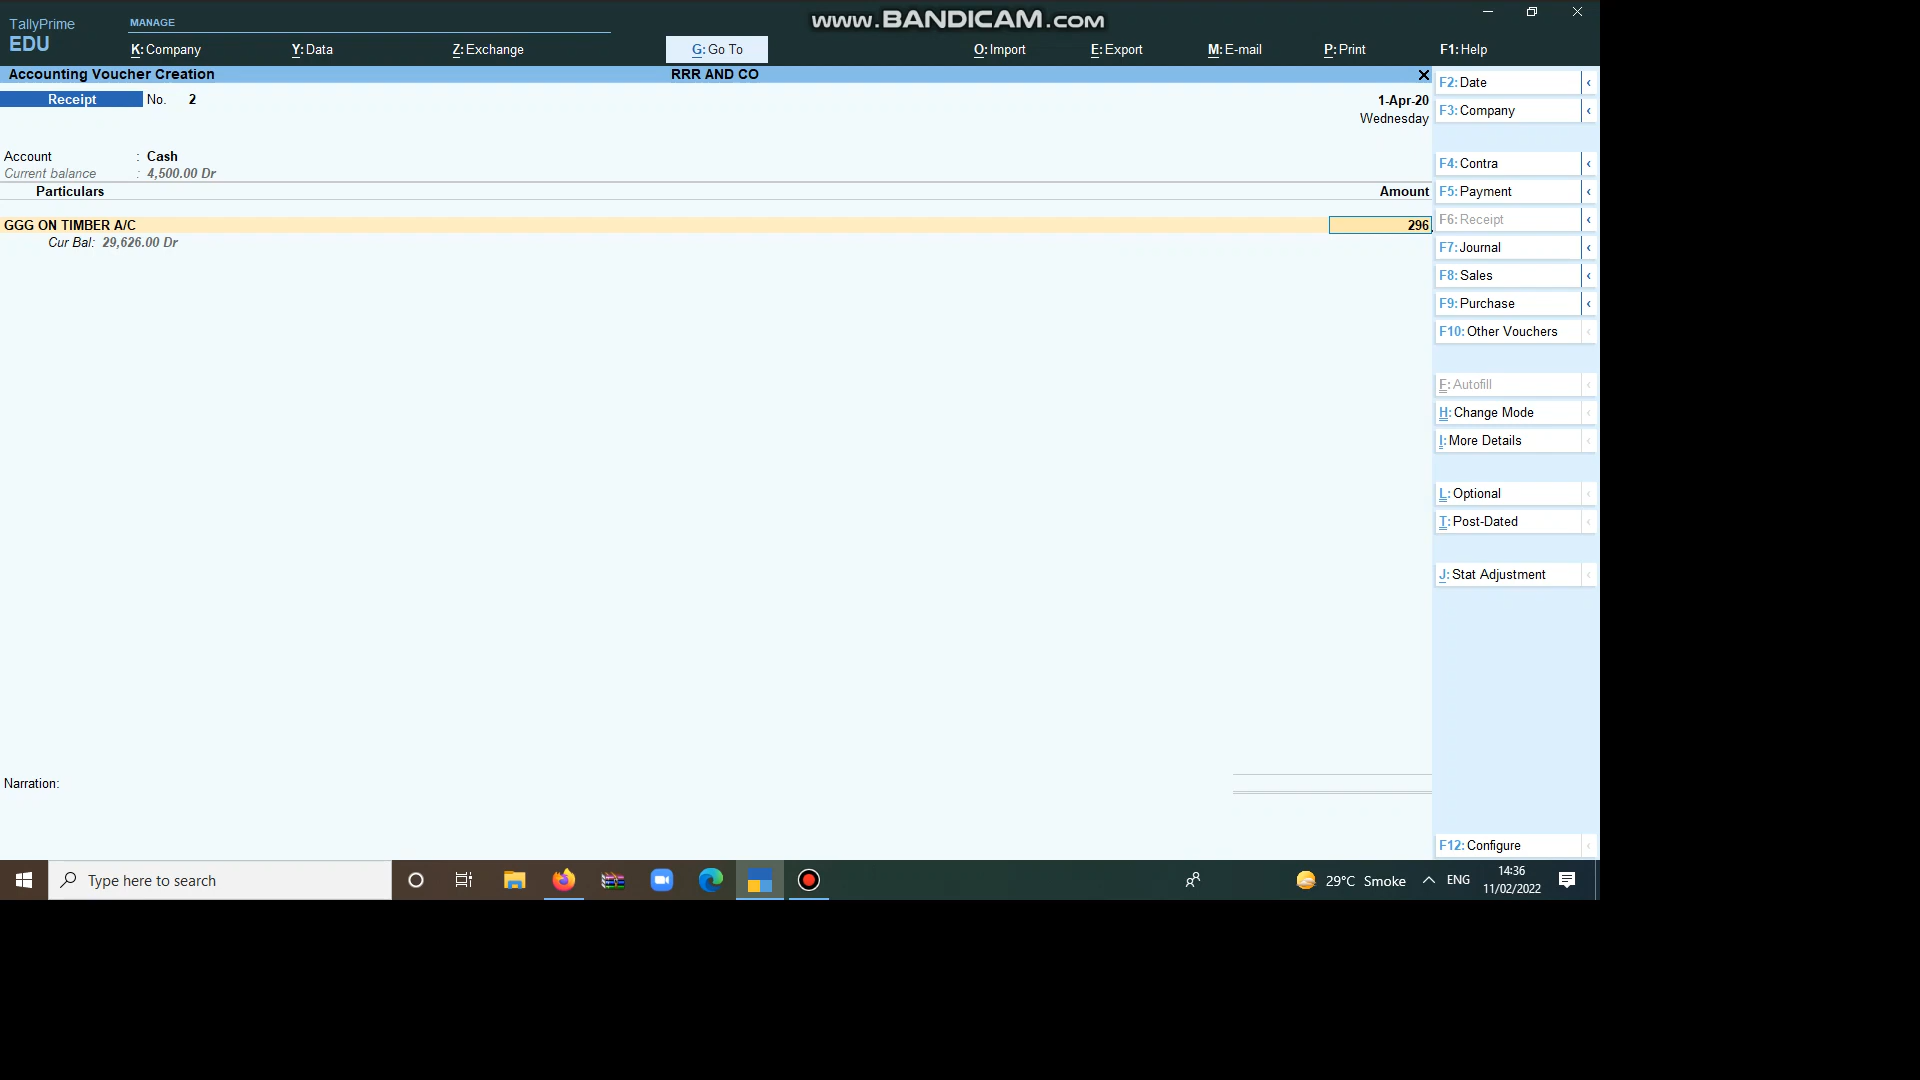 www.BANDICAM.com
TallyPrime
EDU
MANAGE
K: Company
Y: Data
Z: Exchange
G: Go To
O: Import
E: Export
M: E-mail
P: Print
F1: Help
Accounting Voucher Creation
RRR AND CO
Receipt No. 2
1-Apr-20
Wednesday
Account : Cash
Current balance : 4,500.00 Dr
Particulars
Amount
GGG ON TIMBER A/C
296
Cur Bal: 29,626.00 Dr
Narration:
F2: Date
F3: Company
F4: Contra
F5: Payment
F6: Receipt
F7: Journal
F8: Sales
F9: Purchase
F10: Other Vouchers
F: Autofill
H: Change Mode
I: More Details
L: Optional
T: Post-Dated
J: Stat Adjustment
F12: Configure
Type here to search
29°C Smoke
ENG
14:36
11/02/2022